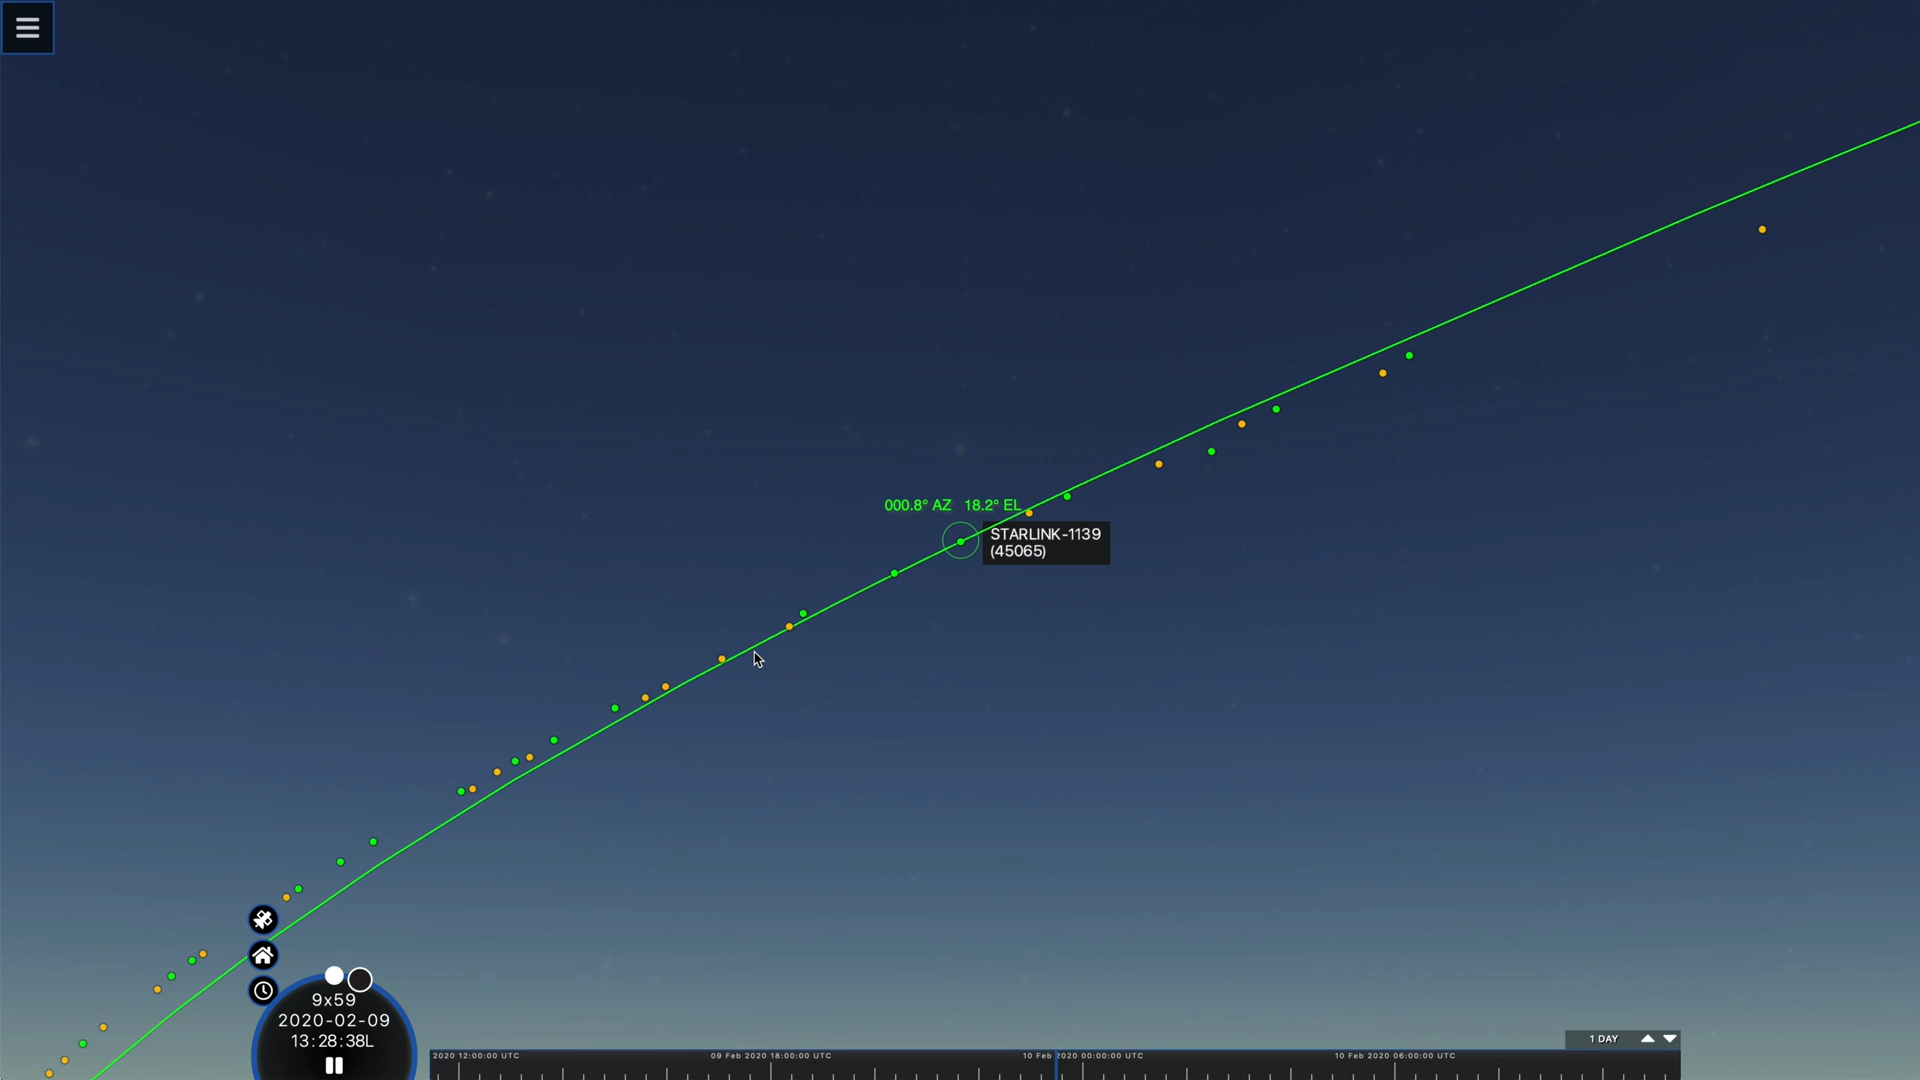 000.8° AZ 18.2° EL
STARLINK-1139
(45065)
9x59
2020-02-09
13:28:38L
1 DAY
2020 12:00:00 UTC
09 Feb 2020 18:00:00 UTC
10 Feb 2020 00:00:00 UTC
10 Feb 2020 06:00:00 UTC